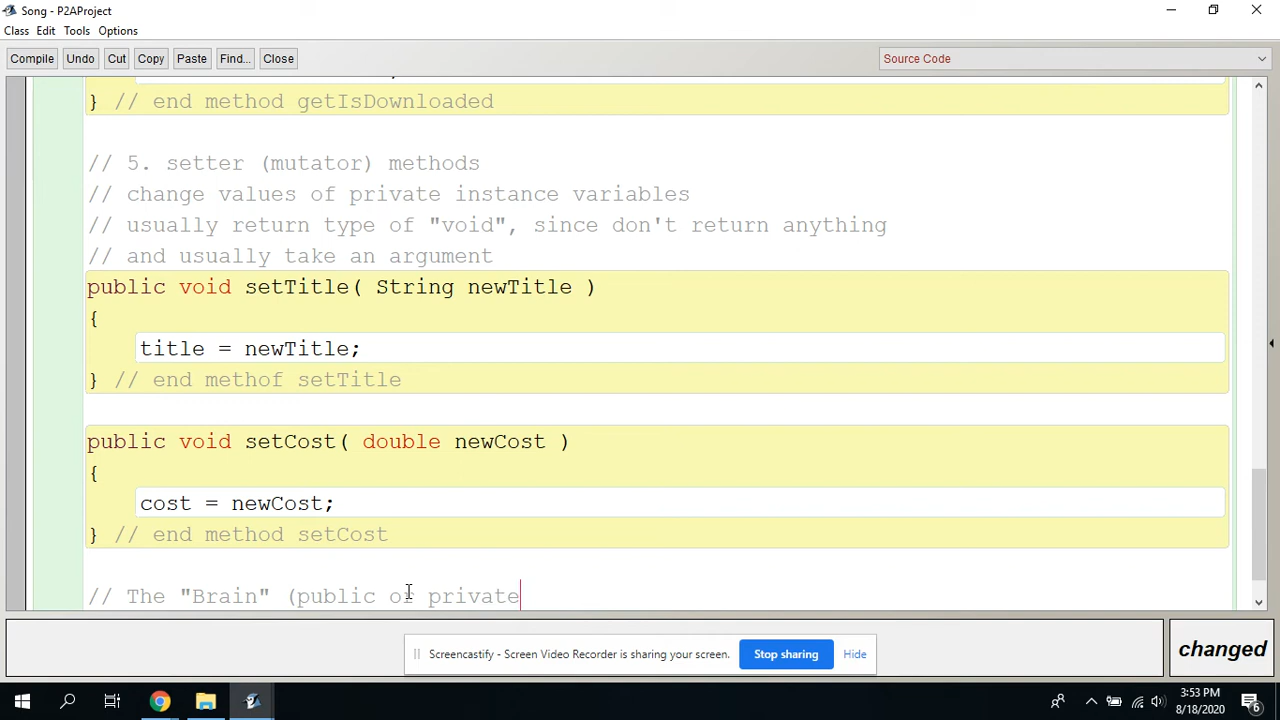 Song - P2AProject
Class Edit Tools Options
Compile Undo Cut Copy Paste Find... Close Source Code
} // end method getIsDownloaded
// 5. setter (mutator) methods
// change values of private instance variables
// usually return type of "void", since don't return anything
// and usually take an argument
public void setTitle( String newTitle )
{
title = newTitle;
} // end methof setTitle
public void setCost( double newCost )
{
cost = newCost;
} // end method setCost
// The "Brain" (public or private
Screencastify - Screen Video Recorder is sharing your screen. Stop sharing Hide
changed
3:53 PM
8/18/2020
6